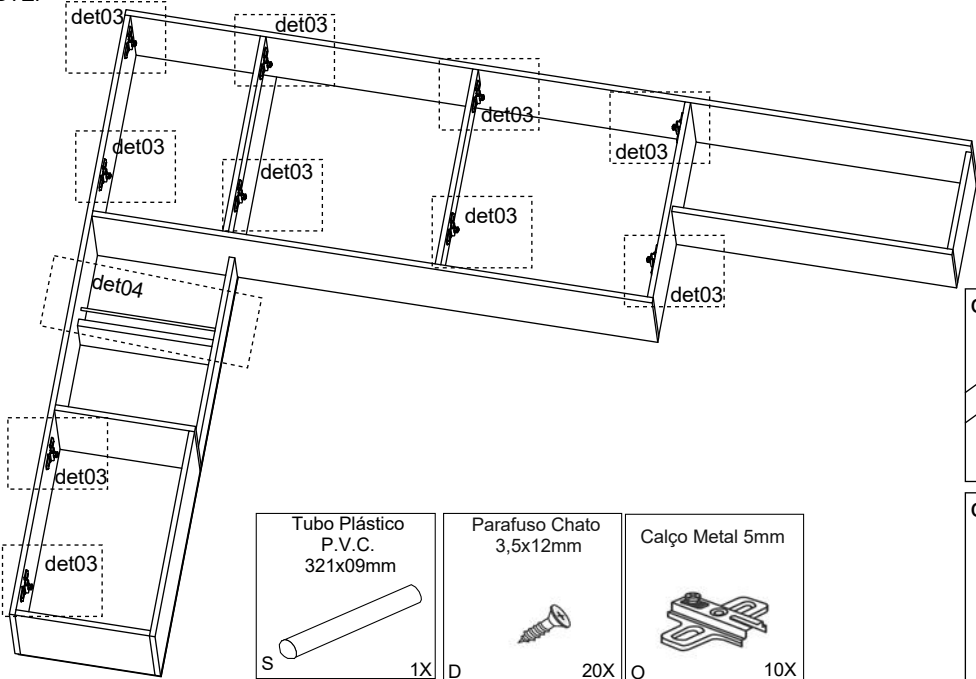 det03
det03
det03
det03
det03
det03
det03
det03
det04
det03
det03
Tubo Plástico
P.V.C.
321x09mm
S 1X
Parafuso Chato
3,5x12mm
D 20X
Calço Metal 5mm
O 10X